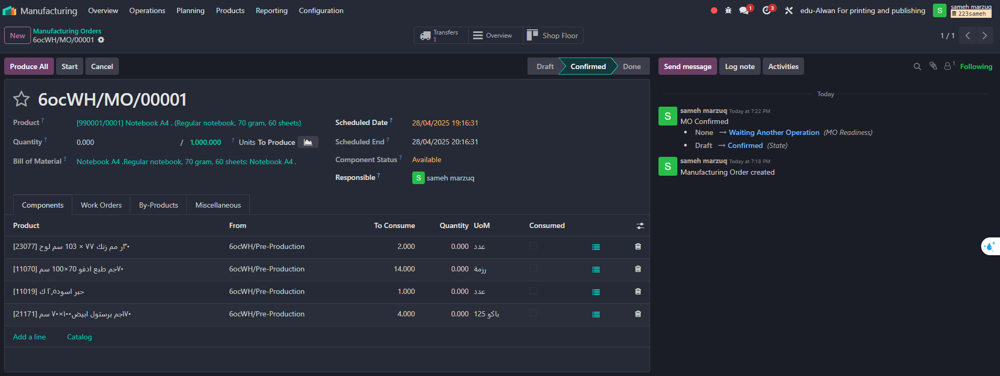 Manufacturing Overview Operations Planning Products Reporting Configuration 1 3 edu-Alwan For printing and publishing S sameh marzuq
223sameh
New Manufacturing Orders
6ocWH/MO/00001
Transfers
1
Overview
Shop Floor
1 / 1
Produce All Start Cancel Draft Confirmed Done
Send message Log note Activities 1 Following
6ocWH/MO/00001
Product ? [990001/0001] Notebook A4 . (Regular notebook, 70 gram, 60 sheets)
Quantity ? 0.000 / 1,000.000 ? Units To Produce
Bill of Material ? Notebook A4 .Regular notebook, 70 gram, 60 sheets: Notebook A4 .
Scheduled Date ? 28/04/2025 19:16:31
Scheduled End ? 28/04/2025 20:16:31
Component Status ? Available
Responsible ? S sameh marzuq
Components Work Orders By-Products Miscellaneous
Product From To Consume Quantity UoM Consumed
[23077] ٣٠ر مم زنك ٧٧ × 103 سم لوح 6ocWH/Pre-Production 2.000 0.000 عدد
[11070] ٧٠جم طبع ادفو 70×100 سم 6ocWH/Pre-Production 14.000 0.000 رزمة
[11019] حبر اسود٢,٥ ك 6ocWH/Pre-Production 1.000 0.000 عدد
[21171] ١٧٠جم برستول ابيض١٠٠×٧٠ سم 6ocWH/Pre-Production 4.000 0.000 باكو 125
Add a line Catalog
Today
S sameh marzuq Today at 7:22 PM
MO Confirmed
• None → Waiting Another Operation (MO Readiness)
• Draft → Confirmed (State)
S sameh marzuq Today at 7:18 PM
Manufacturing Order created